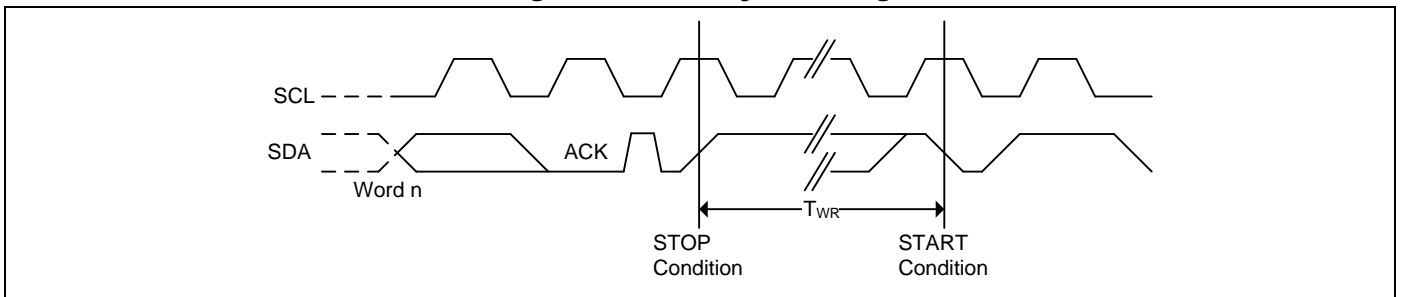 SCL
SDA
ACK
Word n
TWR
STOP
Condition
START
Condition